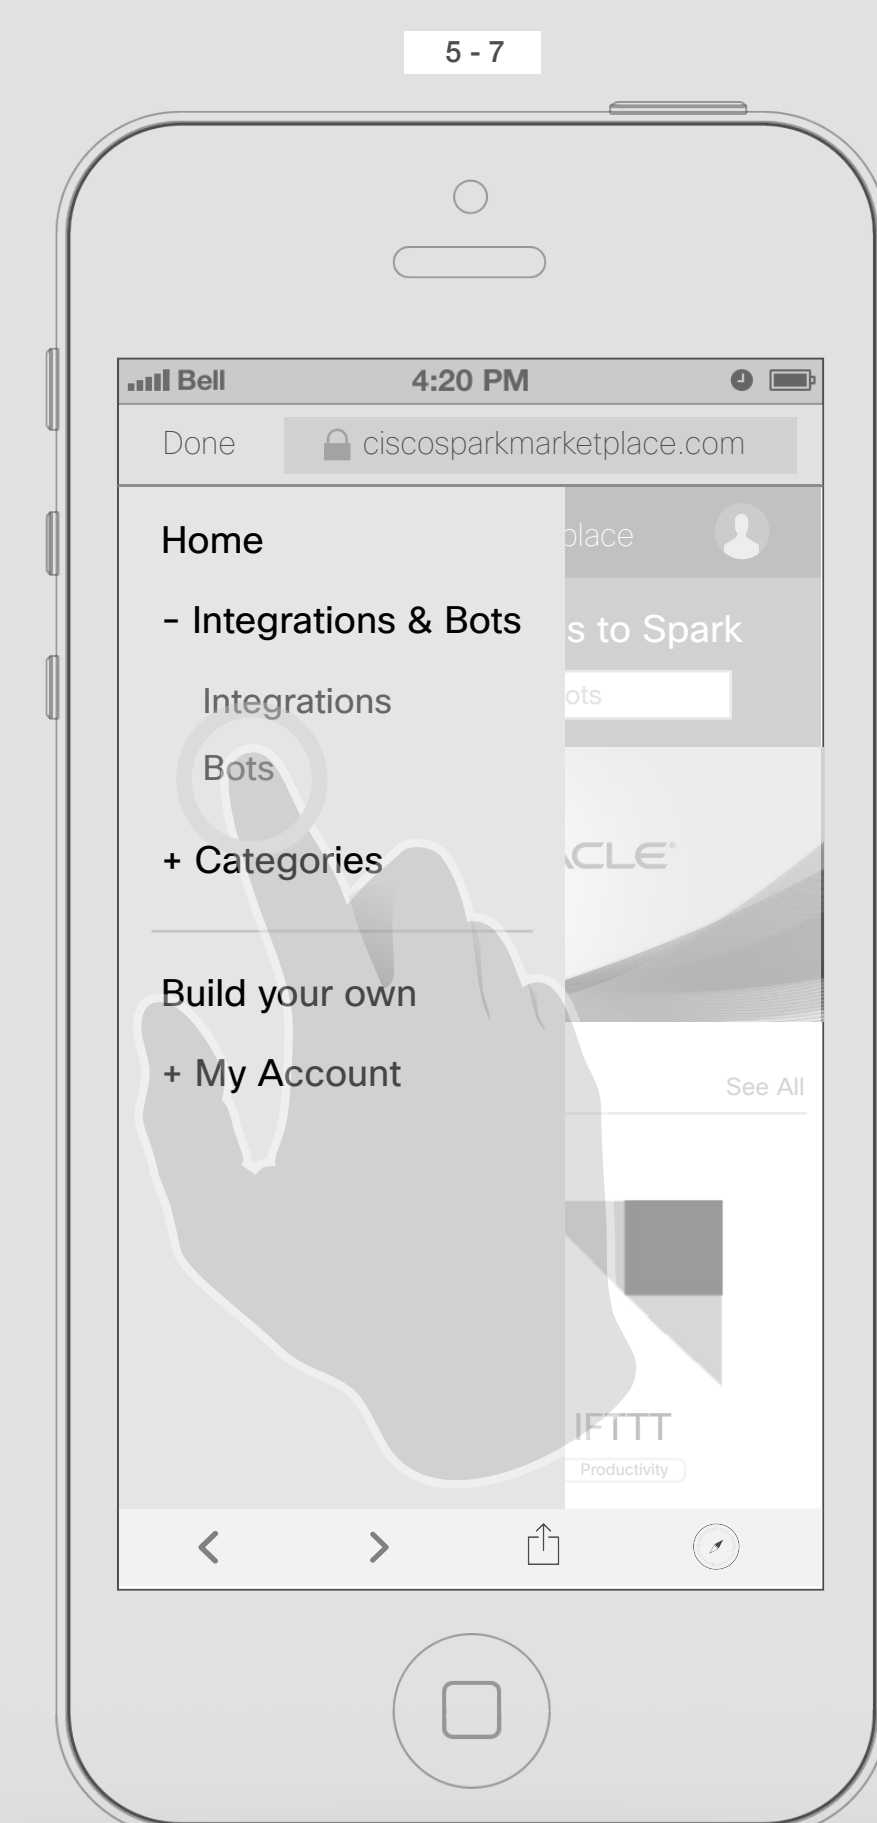 5 - 7
Bell 4:20 PM
Done ciscosparkmarketplace.com
Home
place
- Integrations & Bots
s to Spark
Integrations
ots
Bots
+ Categories
CLE
Build your own
+ My Account
See All
IFTTT
Productivity